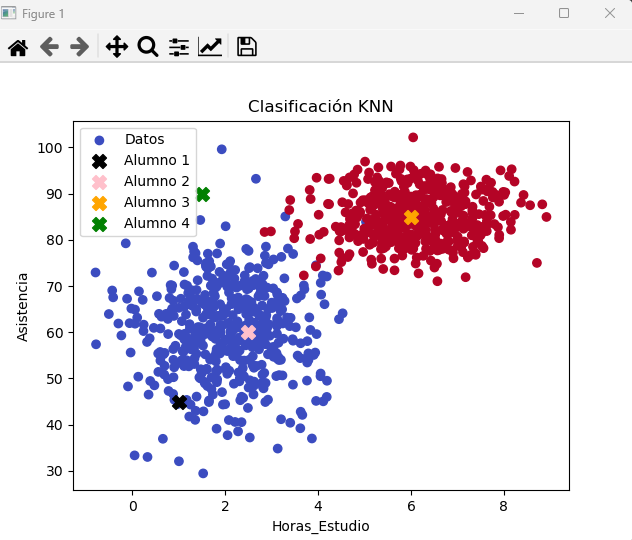 Figure 1
Clasificación KNN
Datos
Alumno 1
Alumno 2
Alumno 3
Alumno 4
Asistencia
100
90
80
70
60
50
40
30
0 2 4 6 8
Horas_Estudio